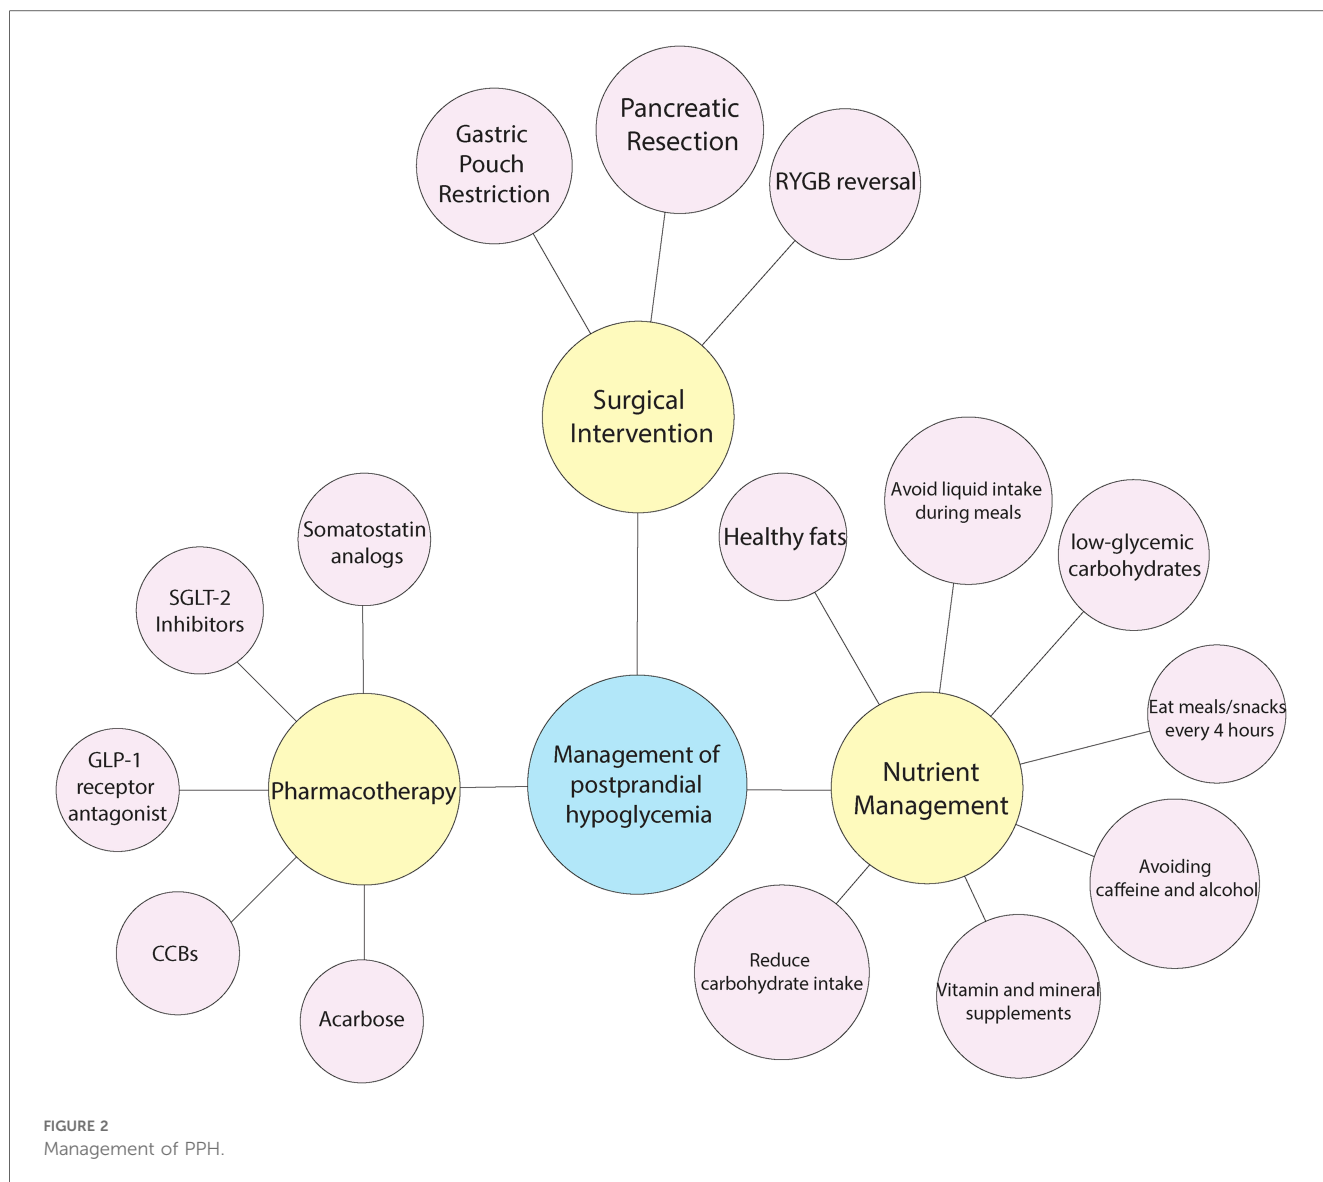 Gastric
Pouch
Restriction
Pancreatic
Resection
RYGB reversal
Surgical
Intervention
Somatostatin
analogs
SGLT-2
Inhibitors
GLP-1
receptor
antagonist
CCBs
Acarbose
Pharmacotherapy
Management of
postprandial
hypoglycemia
Nutrient
Management
Healthy fats
Avoid liquid intake
during meals
low-glycemic
carbohydrates
Eat meals/snacks
every 4 hours
Avoiding
caffeine and alcohol
Vitamin and mineral
supplements
Reduce
carbohydrate intake
FIGURE 2
Management of PPH.